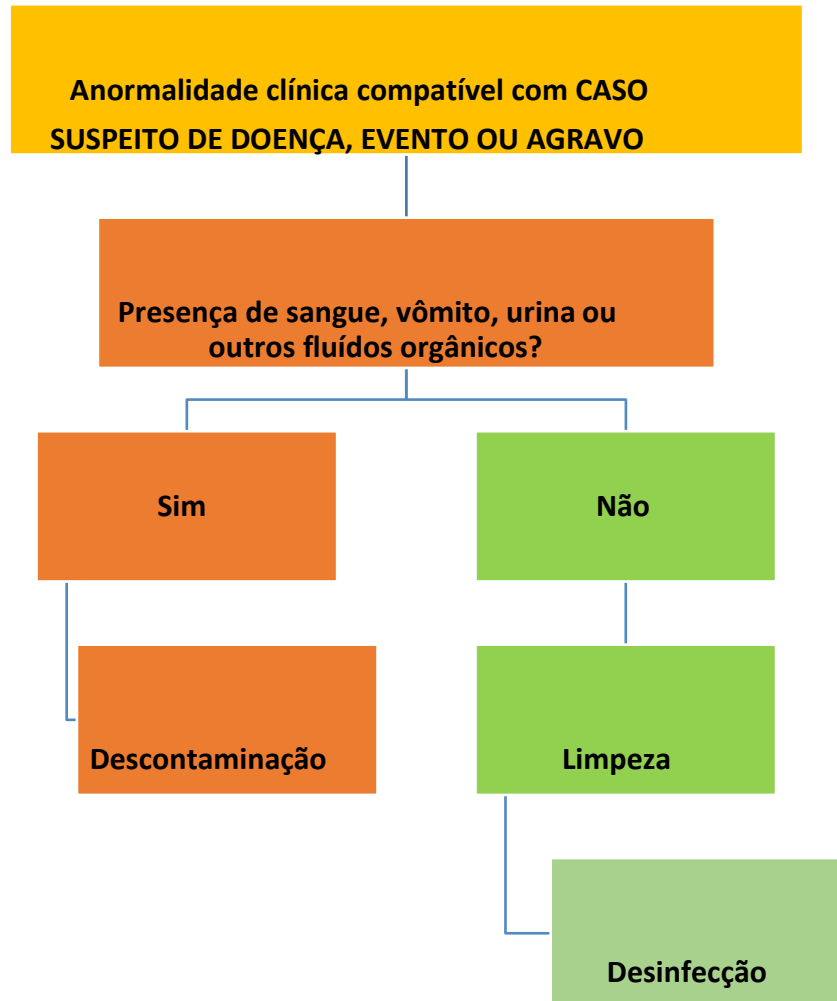 Anormalidade clínica compatível com CASO
SUSPEITO DE DOENÇA, EVENTO OU AGRAVO
Presença de sangue, vômito, urina ou
outros fluídos orgânicos?
Sim
Não
Descontaminação
Limpeza
Desinfecção